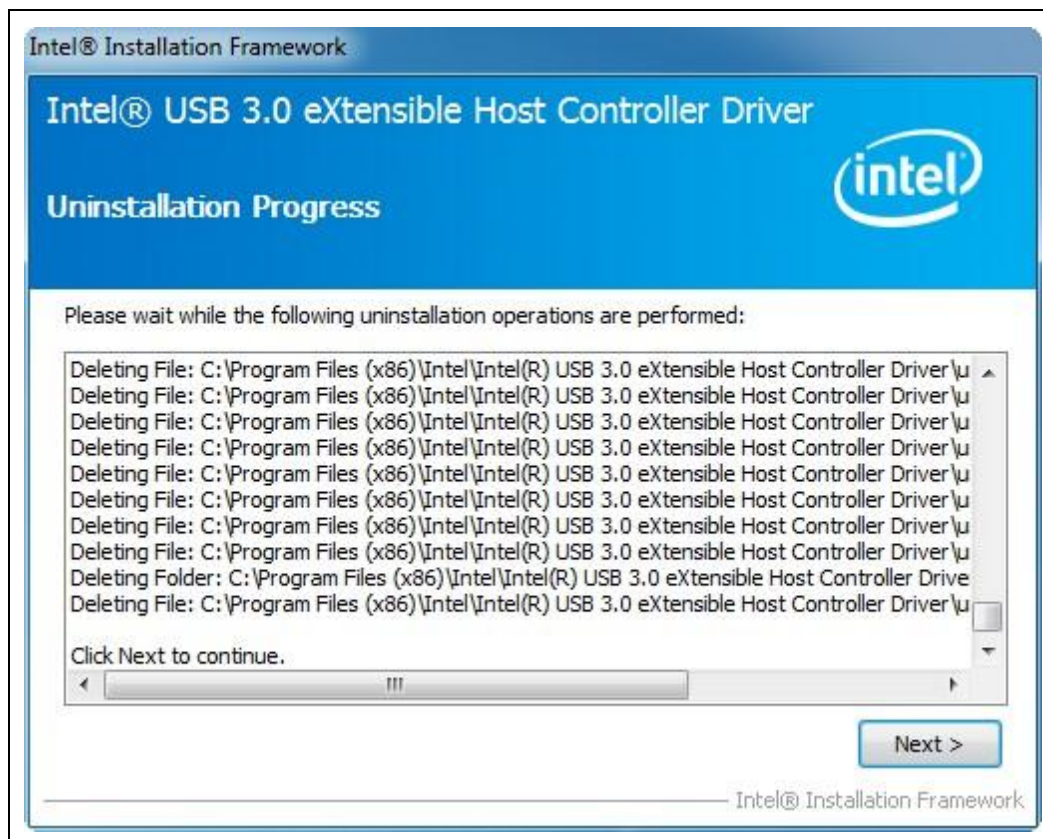 Intel® Installation Framework
Intel® USB 3.0 eXtensible Host Controller Driver
intel
Uninstallation Progress
Please wait while the following uninstallation operations are performed:
Deleting File: C:\Program Files (x86)\Intel\Intel(R) USB 3.0 eXtensible Host Controller Driver\u
Deleting File: C:\Program Files (x86)\Intel\Intel(R) USB 3.0 eXtensible Host Controller Driver\u
Deleting File: C:\Program Files (x86)\Intel\Intel(R) USB 3.0 eXtensible Host Controller Driver\u
Deleting File: C:\Program Files (x86)\Intel\Intel(R) USB 3.0 eXtensible Host Controller Driver\u
Deleting File: C:\Program Files (x86)\Intel\Intel(R) USB 3.0 eXtensible Host Controller Driver\u
Deleting File: C:\Program Files (x86)\Intel\Intel(R) USB 3.0 eXtensible Host Controller Driver\u
Deleting File: C:\Program Files (x86)\Intel\Intel(R) USB 3.0 eXtensible Host Controller Driver\u
Deleting File: C:\Program Files (x86)\Intel\Intel(R) USB 3.0 eXtensible Host Controller Driver\u
Deleting Folder: C:\Program Files (x86)\Intel\Intel(R) USB 3.0 eXtensible Host Controller Drive
Deleting File: C:\Program Files (x86)\Intel\Intel(R) USB 3.0 eXtensible Host Controller Driver\u
Click Next to continue.
Next >
Intel® Installation Framework